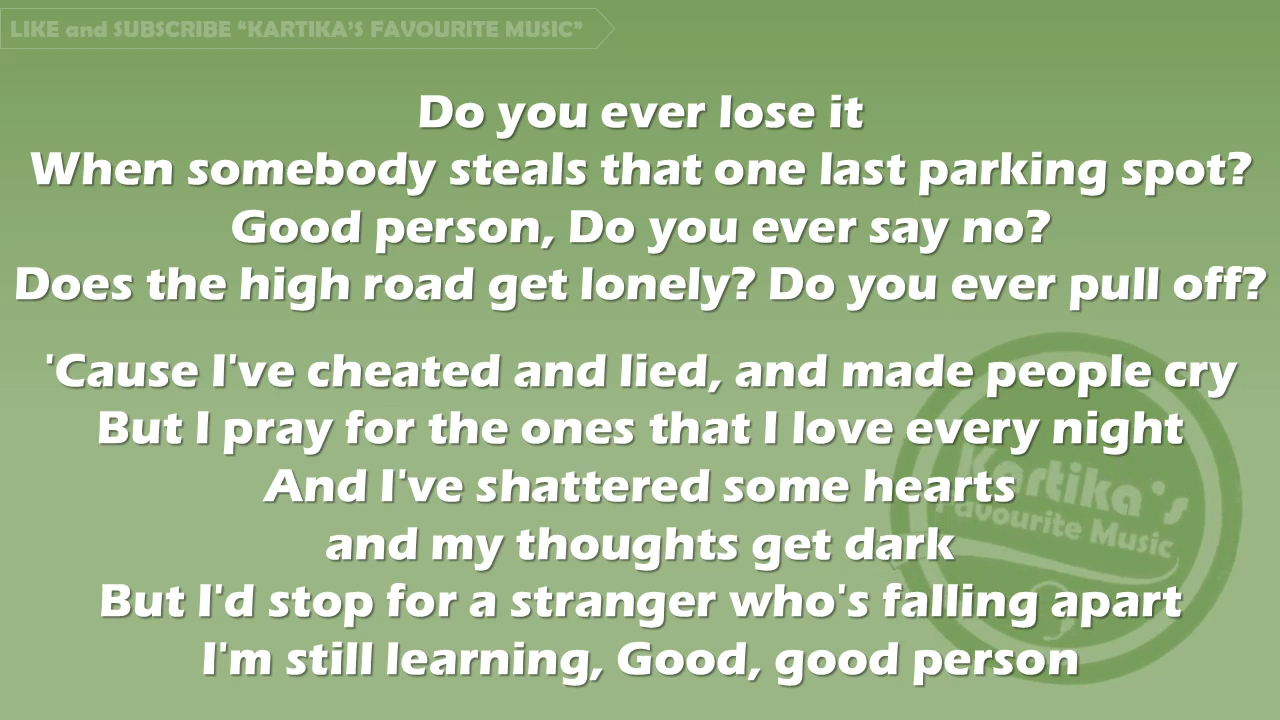 LIKE and SUBSCRIBE “KARTIKA’S FAVOURITE MUSIC”
Do you ever lose it
When somebody steals that one last parking spot?
Good person, Do you ever say no?
Does the high road get lonely? Do you ever pull off?
'Cause I've cheated and lied, and made people cry
But I pray for the ones that I love every night
And I've shattered some hearts
and my thoughts get dark
But I'd stop for a stranger who's falling apart
I'm still learning, Good, good person
Kartika's
Favourite Music